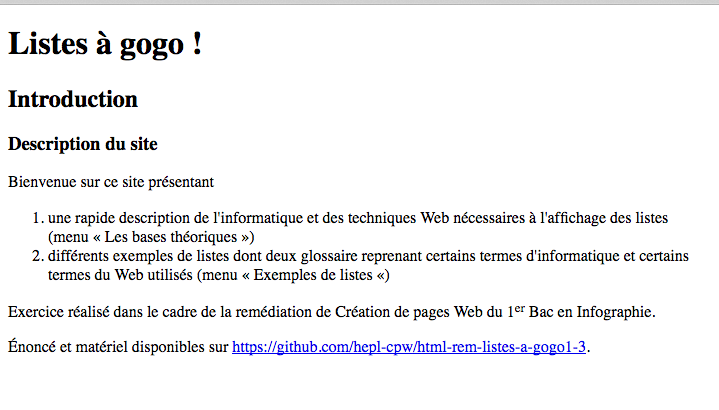 Listes à gogo !
Introduction
Description du site
Bienvenue sur ce site présentant
1. une rapide description de l'informatique et des techniques Web nécessaires à l'affichage des listes
(menu « Les bases théoriques »)
2. différents exemples de listes dont deux glossaire reprenant certains termes d'informatique et certains
termes du Web utilisés (menu « Exemples de listes «)
Exercice réalisé dans le cadre de la remédiation de Création de pages Web du 1er Bac en Infographie.
Énoncé et matériel disponibles sur https://github.com/hepl-cpw/html-rem-listes-a-gogo1-3.